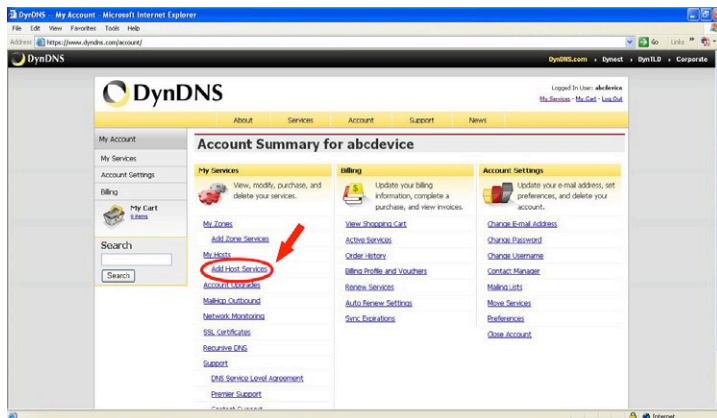 DynDNS -- My Account - Microsoft Internet Explorer
File Edit View Favorites Tools Help
Address https://www.dyndns.com/account/ Go Links
DynDNS DynDNS.com Dynect DynTLD Corporate
DynDNS
Logged In User: abcdevice
My Services - My Cart - Log Out
About Services Account Support News
My Account
My Services
Account Settings
Billing
My Cart
0 items
Search
Search
Account Summary for abcdevice
My Services
View, modify, purchase, and
delete your services.
My Zones
Add Zone Services
My Hosts
Add Host Services
Account Upgrades
MailHop Outbound
Network Monitoring
SSL Certificates
Recursive DNS
Support
DNS Service Level Agreement
Premier Support
Contact Support
Billing
Update your billing
information, complete a
purchase, and view invoices.
View Shopping Cart
Active Services
Order History
Billing Profile and Vouchers
Renew Services
Auto Renew Settings
Sync Expirations
Account Settings
Update your e-mail address, set
preferences, and delete your
account.
Change E-mail Address
Change Password
Change Username
Contact Manager
Mailing Lists
Move Services
Preferences
Close Account
Internet